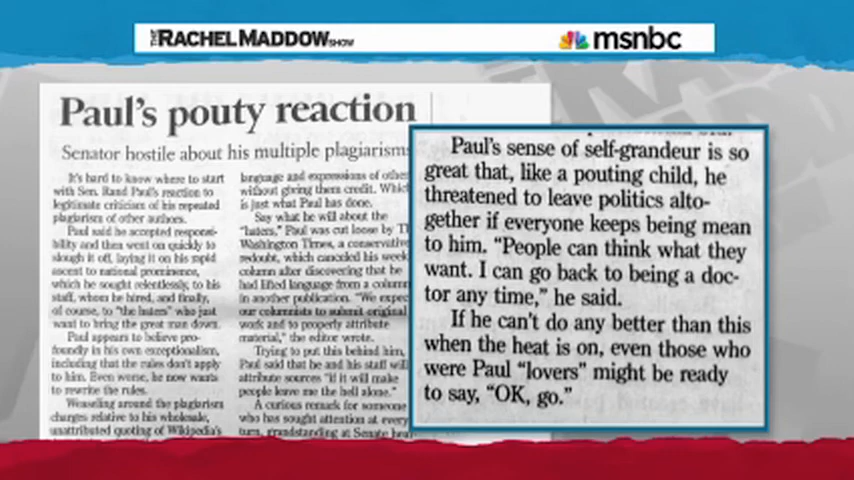 THE RACHEL MADDOW SHOW
msnbc
Paul's pouty reaction
Senator hostile about his multiple plagiarisms
It's hard to know where to start
with Sen. Rand Paul's reaction to
legitimate criticism of his repeated
plagiarism of other authors.
Paul said he accepted responsi-
bility and then went on quickly to
slough it off, laying it on his rapid
ascent to national prominence,
which he sought relentlessly, to his
staff, whom he hired, and finally,
of course, to "the haters" who just
want to bring the great man down.
Paul appears to believe pro-
foundly in his own exceptionalism,
including that the rules don't apply
to him. Even worse, he now wants
to rewrite the rules.
Weaseling around the plagiarism
charges relative to his wholesale,
unattributed quoting of Wikipedia's
language and expressions of other
without giving them credit. Which
is just what Paul has done.
Say what he will about the
"haters," Paul was cut loose by
Washington Times, a conservative
redoubt, which canceled his week
column after discovering that he
had lifted language from a column
in another publication. "We expec
our columnists to submit original
work and to properly attribute
material," the editor wrote.
Trying to put this behind him,
Paul said that he and his staff will
attribute sources "if it will make
people leave me the hell alone."
A curious remark for someone
who has sought attention at every
turn, grandstanding at Senate hear
Paul's sense of self-grandeur is so
great that, like a pouting child, he
threatened to leave politics alto-
gether if everyone keeps being mean
to him. "People can think what they
want. I can go back to being a doc-
tor any time," he said.
If he can't do any better than this
when the heat is on, even those who
were Paul "lovers" might be ready
to say, "OK, go."